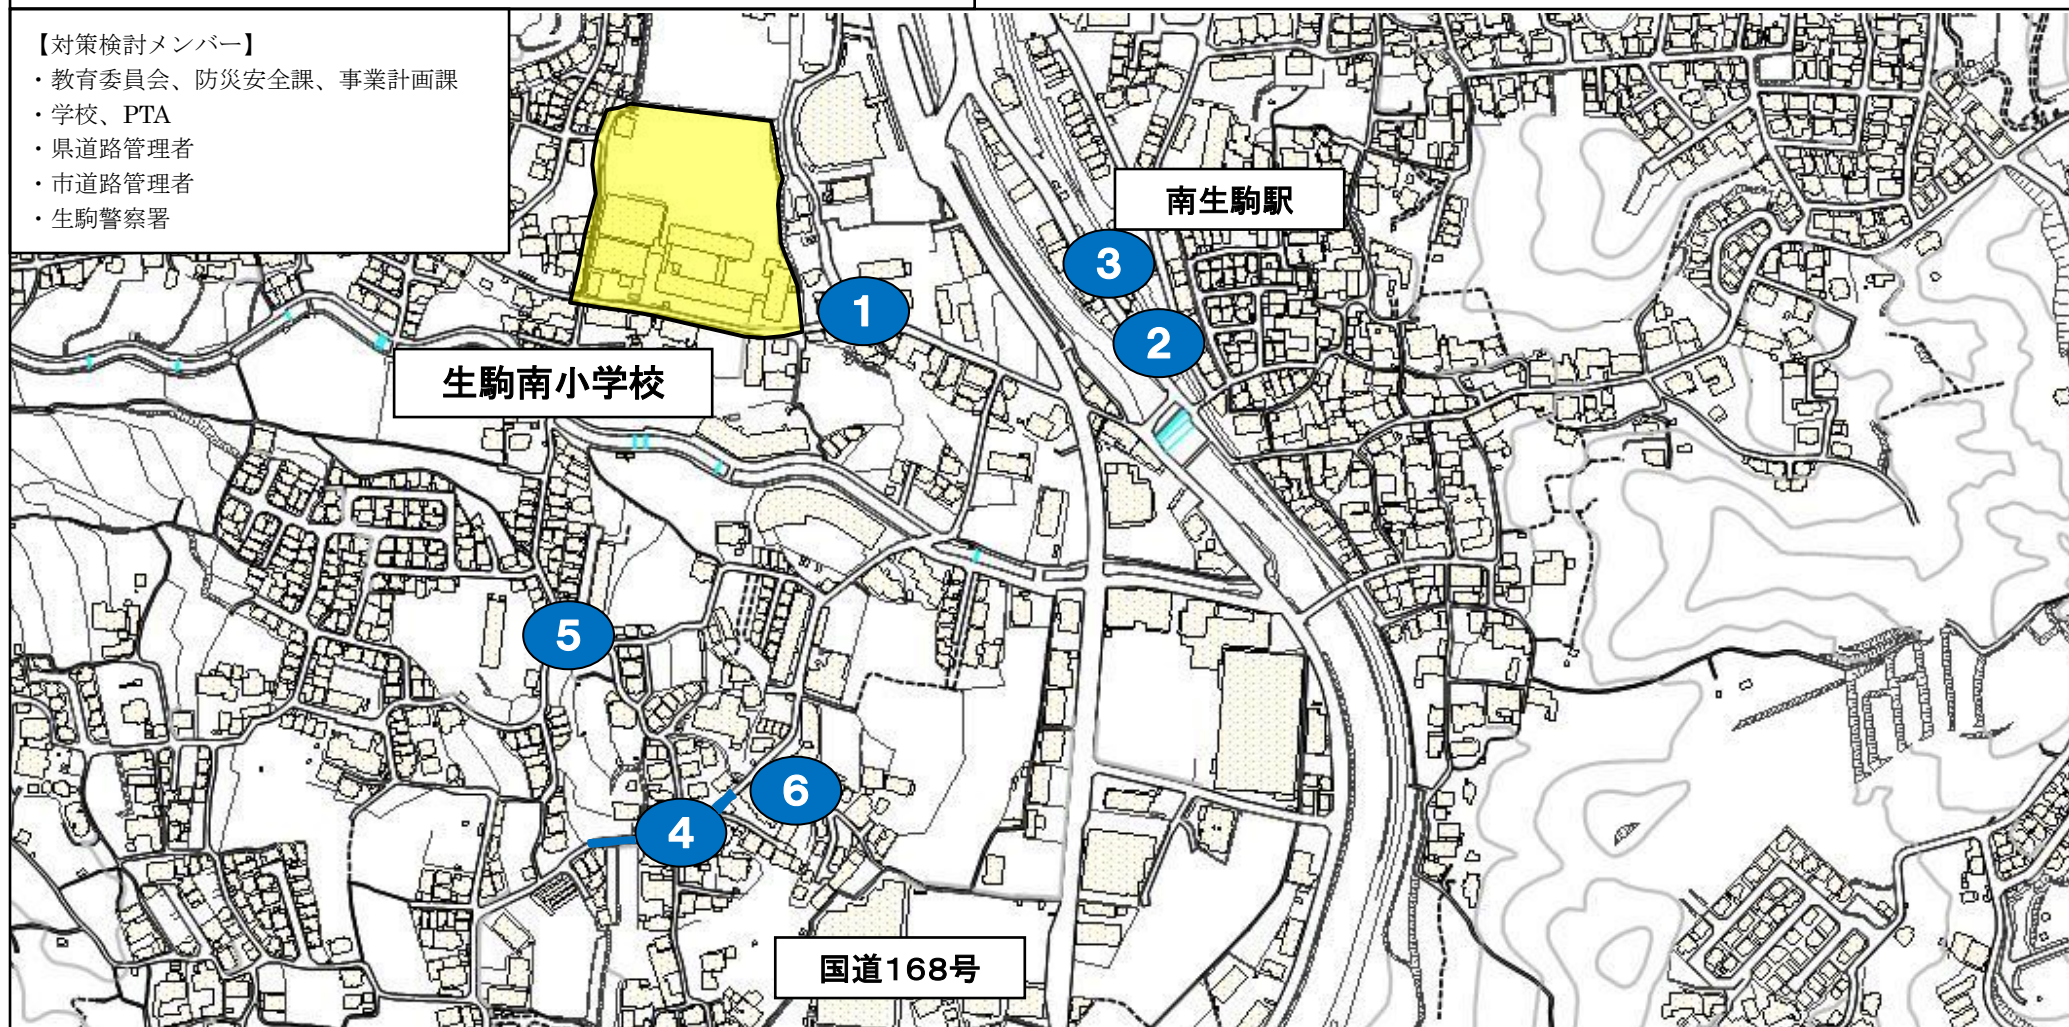 【対策検討メンバー】
・教育委員会、防災安全課、事業計画課
・学校、PTA
・県道路管理者
・市道路管理者
・生駒警察署
南生駒駅
3
1
2
生駒南小学校
5
6
4
国道168号